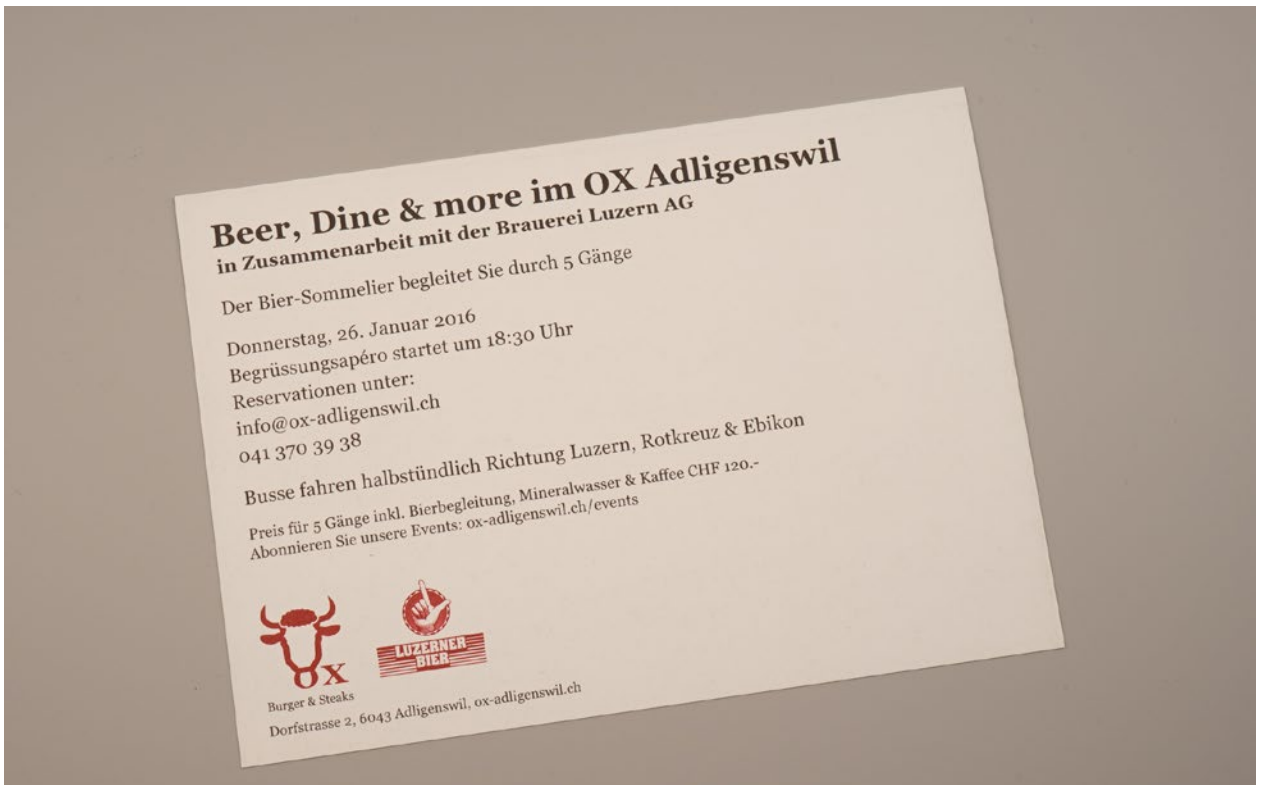 Beer, Dine & more im OX Adligenswil
in Zusammenarbeit mit der Brauerei Luzern AG
Der Bier-Sommelier begleitet Sie durch 5 Gänge
Donnerstag, 26. Januar 2016
Begrüssungsapéro startet um 18:30 Uhr
Reservationen unter:
info@ox-adligenswil.ch
041 370 39 38
Busse fahren halbstündlich Richtung Luzern, Rotkreuz & Ebikon
Preis für 5 Gänge inkl. Bierbegleitung, Mineralwasser & Kaffee CHF 120.-
Abonnieren Sie unsere Events: ox-adligenswil.ch/events
OX
Burger & Steaks
LUZERNER
BIER
Dorfstrasse 2, 6043 Adligenswil, ox-adligenswil.ch